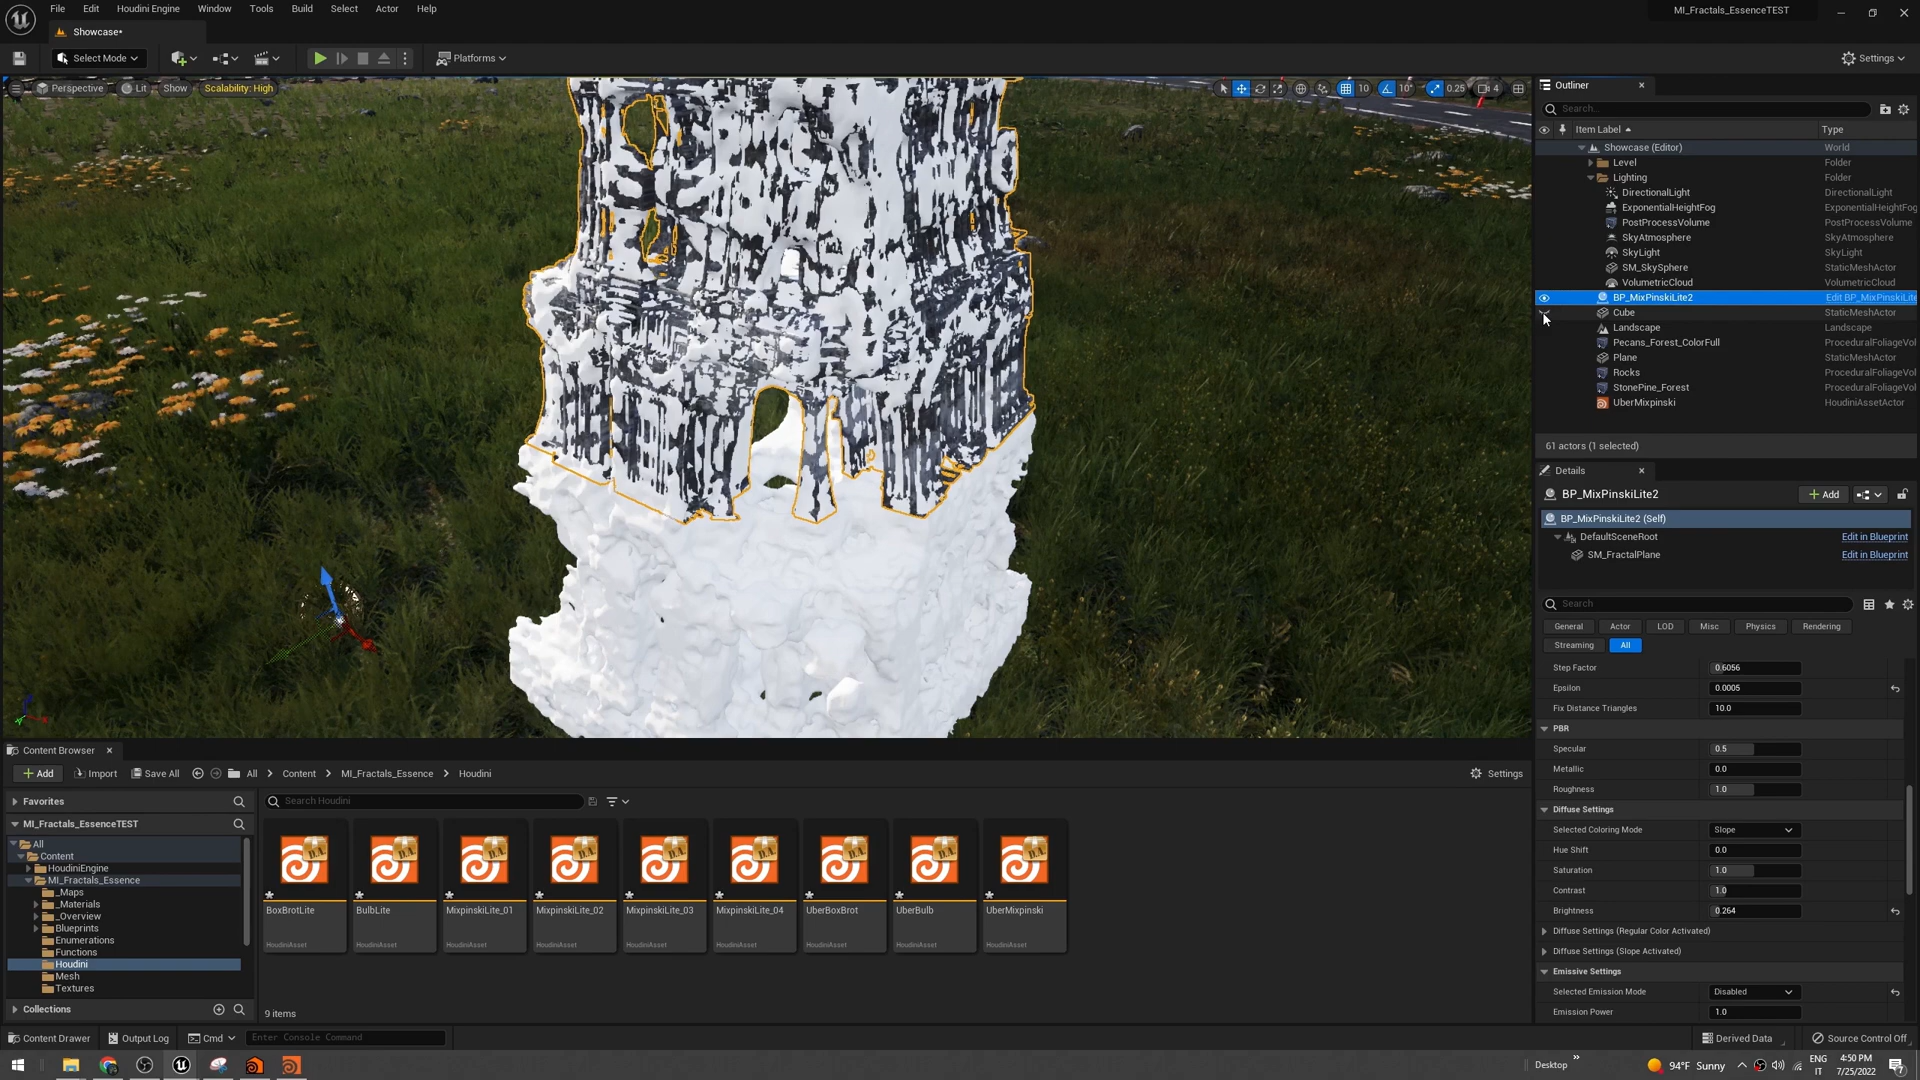 File Edit Houdini Engine Window Tools Build Select Actor Help
MI_Fractals_EssenceTEST
Showcase*
Select Mode
Platforms
Settings
Perspective Lit Show Scalability: High
10 10° 0.25 4
Outliner
Search...
Item Label Type
Showcase (Editor) World
Level Folder
Lighting Folder
DirectionalLight DirectionalLight
ExponentialHeightFog ExponentialHeightFog
PostProcessVolume PostProcessVolume
SkyAtmosphere SkyAtmosphere
SkyLight SkyLight
SM_SkySphere StaticMeshActor
VolumetricCloud VolumetricCloud
BP_MixPinskiLite2 Edit BP_MixPinskiLite
Cube StaticMeshActor
Landscape Landscape
Pecans_Forest_ColorFull ProceduralFoliageVol
Plane StaticMeshActor
Rocks ProceduralFoliageVol
StonePine_Forest ProceduralFoliageVol
UberMixpinski HoudiniAssetActor
61 actors (1 selected)
Details
BP_MixPinskiLite2
Add
BP_MixPinskiLite2 (Self)
DefaultSceneRoot Edit in Blueprint
SM_FractalPlane Edit in Blueprint
Search
General Actor LOD Misc Physics Rendering
Streaming All
Step Factor 0.6056
Epsilon 0.0005
Fix Distance Triangles 10.0
PBR
Specular 0.5
Metallic 0.0
Roughness 1.0
Diffuse Settings
Selected Coloring Mode Slope
Hue Shift 0.0
Saturation 1.0
Contrast 1.0
Brightness 0.264
Diffuse Settings (Regular Color Activated)
Diffuse Settings (Slope Activated)
Emissive Settings
Selected Emission Mode Disabled
Emission Power 1.0
Content Browser
Add Import Save All All Content MI_Fractals_Essence Houdini Settings
Favorites
MI_Fractals_EssenceTEST
All
Content
HoudiniEngine
MI_Fractals_Essence
_Maps
_Materials
_Overview
Blueprints
Enumerations
Functions
Houdini
Mesh
Textures
Collections
Search Houdini
D.A. D.A. D.A. D.A. D.A. D.A. D.A. D.A. D.A.
BoxBrotLite BulbLite MixpinskiLite_01 MixpinskiLite_02 MixpinskiLite_03 MixpinskiLite_04 UberBoxBrot UberBulb UberMixpinski
HoudiniAsset HoudiniAsset HoudiniAsset HoudiniAsset HoudiniAsset HoudiniAsset HoudiniAsset HoudiniAsset HoudiniAsset
9 items
Content Drawer Output Log Cmd Enter Console Command
Derived Data Source Control Off
Desktop 94°F Sunny ENG 4:50 PM
IT 7/25/2022
7